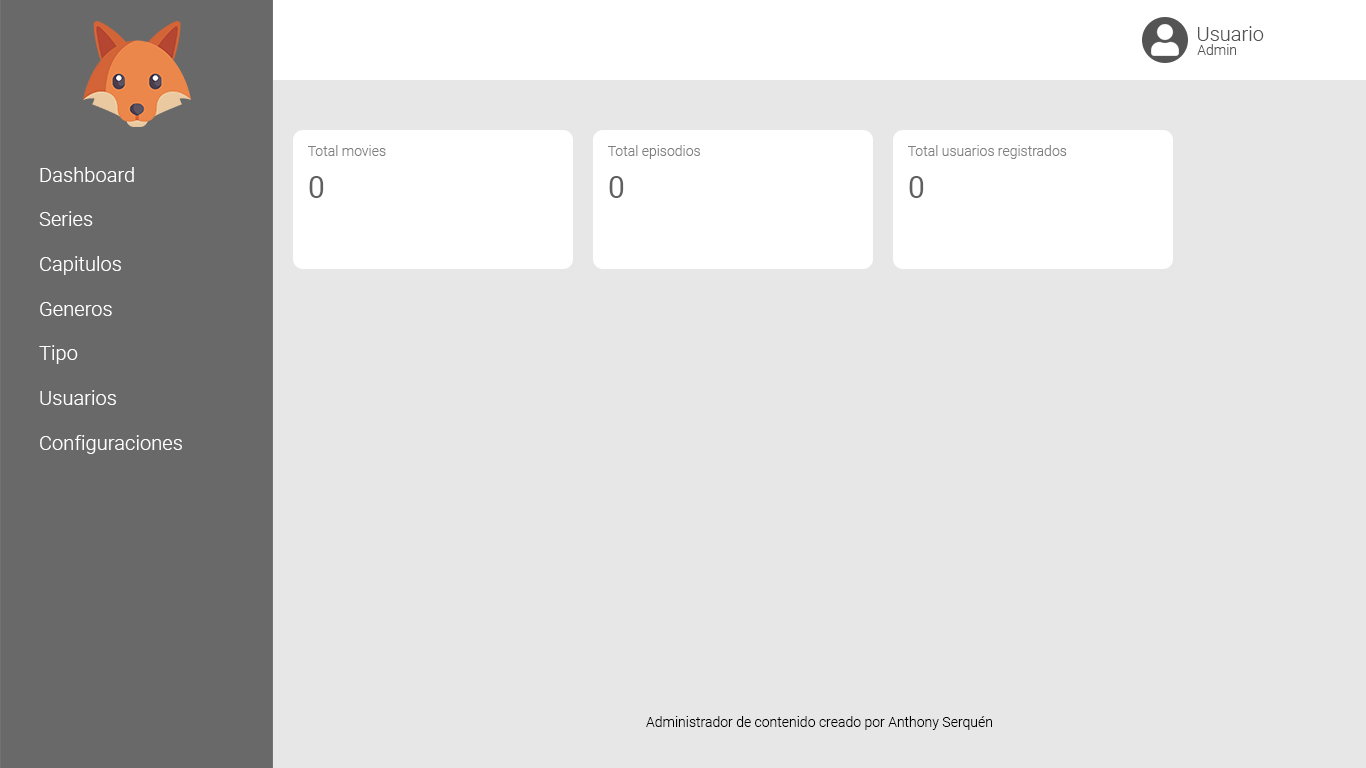 Usuario
Admin
Dashboard
Series
Capitulos
Generos
Tipo
Usuarios
Configuraciones
Total movies
0
Total episodios
0
Total usuarios registrados
0
Administrador de contenido creado por Anthony Serquén